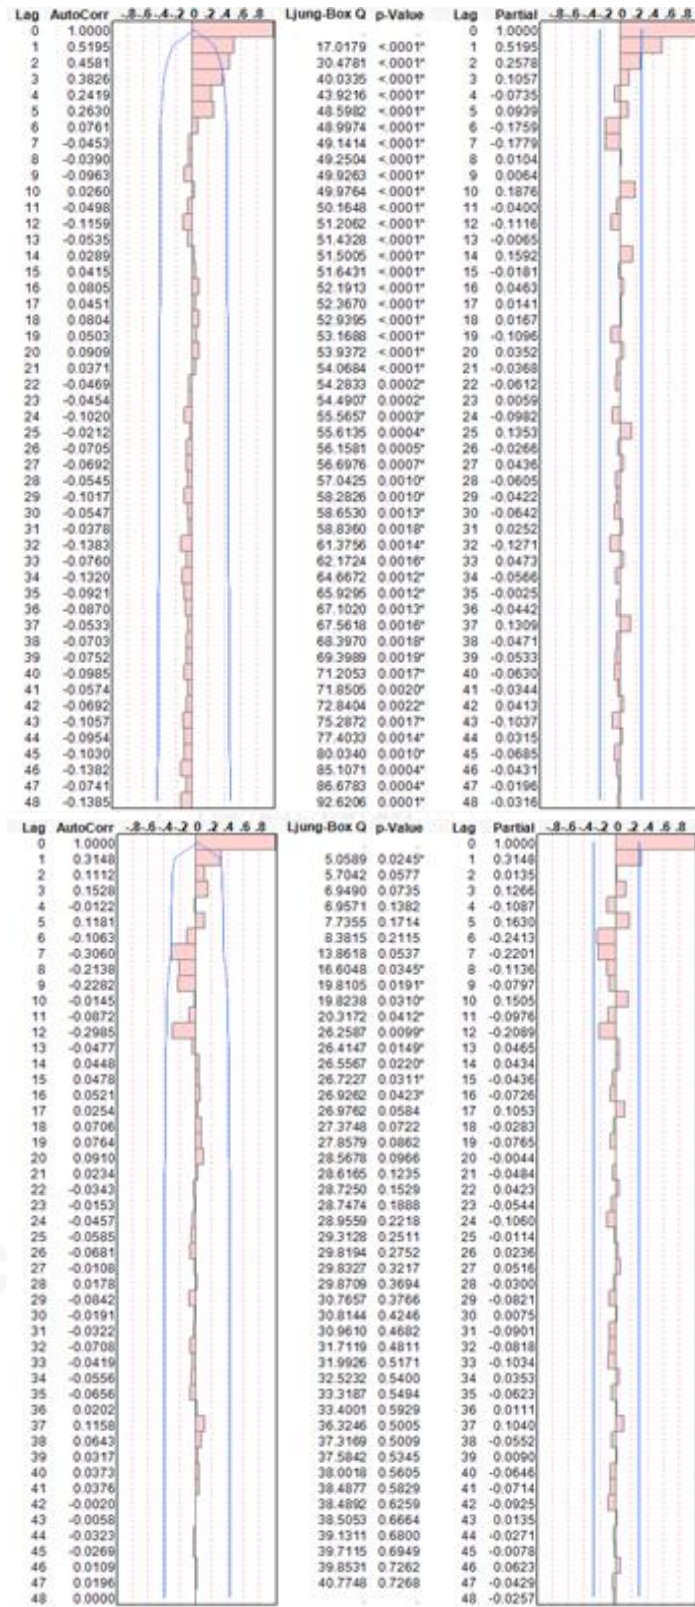 Lag AutoCorr -.8-.6-.4-.2 0 .2 .4 .6 .8 Ljung-Box Q p-Value Lag Partial -.8-.6-.4-.2 0 .2 .4 .6 .8
0 1.0000 . . 0 1.0000
1 0.5195 17.0179 <.0001* 1 0.5195
2 0.4581 30.4781 <.0001* 2 0.2578
3 0.3826 40.0335 <.0001* 3 0.1057
4 0.2419 43.9216 <.0001* 4 -0.0735
5 0.2630 48.5982 <.0001* 5 0.0939
6 0.0761 48.9974 <.0001* 6 -0.1759
7 -0.0453 49.1414 <.0001* 7 -0.1779
8 -0.0390 49.2504 <.0001* 8 0.0104
9 -0.0963 49.9263 <.0001* 9 0.0064
10 0.0260 49.9764 <.0001* 10 0.1876
11 -0.0498 50.1648 <.0001* 11 -0.0400
12 -0.1159 51.2062 <.0001* 12 -0.1116
13 -0.0535 51.4328 <.0001* 13 -0.0065
14 0.0289 51.5005 <.0001* 14 0.1592
15 0.0415 51.6431 <.0001* 15 -0.0181
16 0.0805 52.1913 <.0001* 16 0.0463
17 0.0451 52.3670 <.0001* 17 0.0141
18 0.0804 52.9395 <.0001* 18 0.0167
19 0.0503 53.1688 <.0001* 19 -0.1096
20 0.0909 53.9372 <.0001* 20 0.0352
21 0.0371 54.0684 <.0001* 21 -0.0368
22 -0.0469 54.2833 0.0002* 22 -0.0612
23 -0.0454 54.4907 0.0002* 23 0.0059
24 -0.1020 55.5657 0.0003* 24 -0.0982
25 -0.0212 55.6135 0.0004* 25 0.1353
26 -0.0705 56.1581 0.0005* 26 -0.0266
27 -0.0692 56.6976 0.0007* 27 0.0436
28 -0.0545 57.0425 0.0010* 28 -0.0605
29 -0.1017 58.2826 0.0010* 29 -0.0422
30 -0.0547 58.6530 0.0013* 30 -0.0642
31 -0.0378 58.8360 0.0018* 31 0.0252
32 -0.1383 61.3756 0.0014* 32 -0.1271
33 -0.0760 62.1724 0.0016* 33 0.0473
34 -0.1320 64.6672 0.0012* 34 -0.0566
35 -0.0921 65.9295 0.0012* 35 -0.0025
36 -0.0870 67.1020 0.0013* 36 -0.0442
37 -0.0533 67.5618 0.0016* 37 0.1309
38 -0.0703 68.3970 0.0018* 38 -0.0471
39 -0.0752 69.3989 0.0019* 39 -0.0533
40 -0.0985 71.2053 0.0017* 40 -0.0630
41 -0.0574 71.8505 0.0020* 41 -0.0344
42 -0.0692 72.8404 0.0022* 42 0.0413
43 -0.1057 75.2872 0.0017* 43 -0.1037
44 -0.0954 77.4033 0.0014* 44 0.0315
45 -0.1030 80.0340 0.0010* 45 -0.0685
46 -0.1382 85.1071 0.0004* 46 -0.0431
47 -0.0741 86.6783 0.0004* 47 -0.0196
48 -0.1385 92.6206 0.0001* 48 -0.0316
Lag AutoCorr -.8-.6-.4-.2 0 .2 .4 .6 .8 Ljung-Box Q p-Value Lag Partial -.8-.6-.4-.2 0 .2 .4 .6 .8
0 1.0000 . . 0 1.0000
1 0.3148 5.0589 0.0245* 1 0.3148
2 0.1112 5.7042 0.0577 2 0.0135
3 0.1528 6.9490 0.0735 3 0.1266
4 -0.0122 6.9571 0.1382 4 -0.1087
5 0.1181 7.7355 0.1714 5 0.1630
6 -0.1063 8.3815 0.2115 6 -0.2413
7 -0.3060 13.8618 0.0537 7 -0.2201
8 -0.2138 16.6048 0.0345* 8 -0.1136
9 -0.2282 19.8105 0.0191* 9 -0.0797
10 -0.0145 19.8238 0.0310* 10 0.1505
11 -0.0872 20.3172 0.0412* 11 -0.0976
12 -0.2985 26.2587 0.0099* 12 -0.2089
13 -0.0477 26.4147 0.0149* 13 0.0465
14 0.0448 26.5567 0.0220* 14 0.0434
15 0.0478 26.7227 0.0311* 15 -0.0436
16 0.0521 26.9262 0.0423* 16 -0.0726
17 0.0254 26.9762 0.0584 17 0.1053
18 0.0706 27.3748 0.0722 18 -0.0283
19 0.0764 27.8579 0.0862 19 -0.0765
20 0.0910 28.5678 0.0966 20 -0.0044
21 0.0234 28.6165 0.1235 21 -0.0484
22 -0.0343 28.7250 0.1529 22 0.0423
23 -0.0153 28.7474 0.1888 23 -0.0544
24 -0.0457 28.9559 0.2218 24 -0.1060
25 -0.0585 29.3128 0.2511 25 -0.0114
26 -0.0681 29.8194 0.2752 26 0.0236
27 -0.0108 29.8327 0.3217 27 0.0516
28 0.0178 29.8709 0.3694 28 -0.0300
29 -0.0842 30.7657 0.3766 29 -0.0821
30 -0.0191 30.8144 0.4246 30 0.0075
31 -0.0322 30.9610 0.4682 31 -0.0901
32 -0.0708 31.7119 0.4811 32 -0.0818
33 -0.0419 31.9926 0.5171 33 -0.1034
34 -0.0556 32.5232 0.5400 34 0.0353
35 -0.0656 33.3187 0.5494 35 -0.0623
36 0.0202 33.4001 0.5929 36 0.0111
37 0.1158 36.3246 0.5005 37 0.1040
38 0.0643 37.3169 0.5009 38 -0.0552
39 0.0317 37.5842 0.5345 39 0.0090
40 0.0373 38.0018 0.5605 40 -0.0646
41 0.0376 38.4877 0.5829 41 -0.0714
42 -0.0020 38.4892 0.6259 42 -0.0925
43 -0.0058 38.5053 0.6664 43 0.0135
44 -0.0323 39.1311 0.6800 44 -0.0271
45 -0.0269 39.7115 0.6949 45 -0.0078
46 0.0109 39.8531 0.7262 46 0.0623
47 0.0196 40.7748 0.7268 47 -0.0429
48 0.0000 . . 48 -0.0257